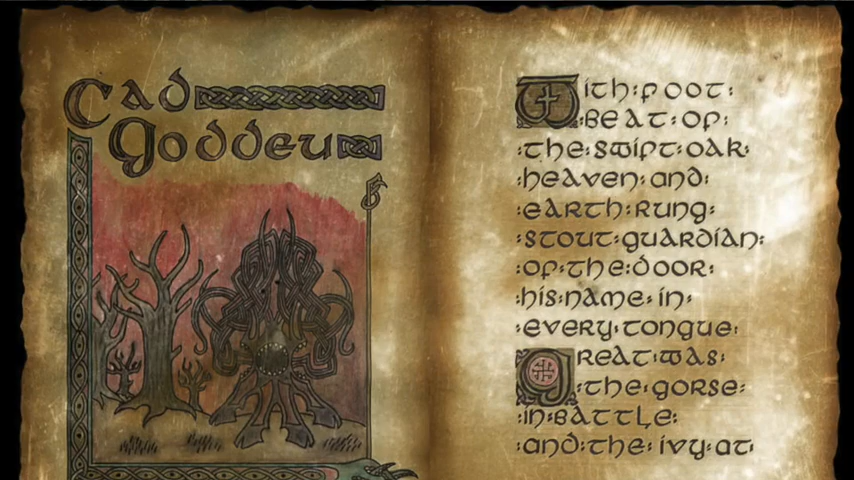 Cad
Goddeu
With:foot:
:beat:of:
:the:swift:oak:
:heaven:and:
:earth:rung:
:stout:guardian:
:of:the:door:
:his:name:in:
:every:tongue:
Great:was:
:the:gorse:
:in:battle:
:and:the:ivy:at: